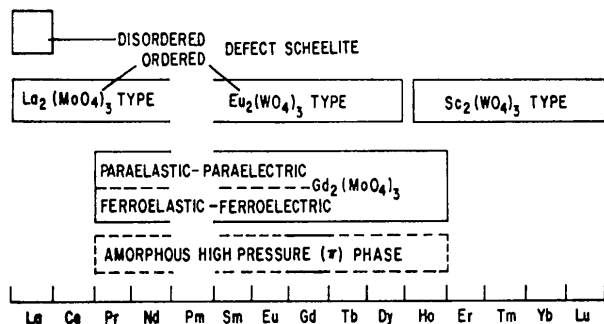 DISORDERED
ORDERED
DEFECT SCHEELITE
La₂(MoO₄)₃ TYPE
Eu₂(WO₄)₃ TYPE
Sc₂(WO₄)₃ TYPE
PARAELASTIC-PARAELECTRIC
Gd₂(MoO₄)₃
FERROELASTIC-FERROELECTRIC
AMORPHOUS HIGH PRESSURE (π) PHASE
La Ce Pr Nd Pm Sm Eu Gd Tb Dy Ho Er Tm Yb Lu